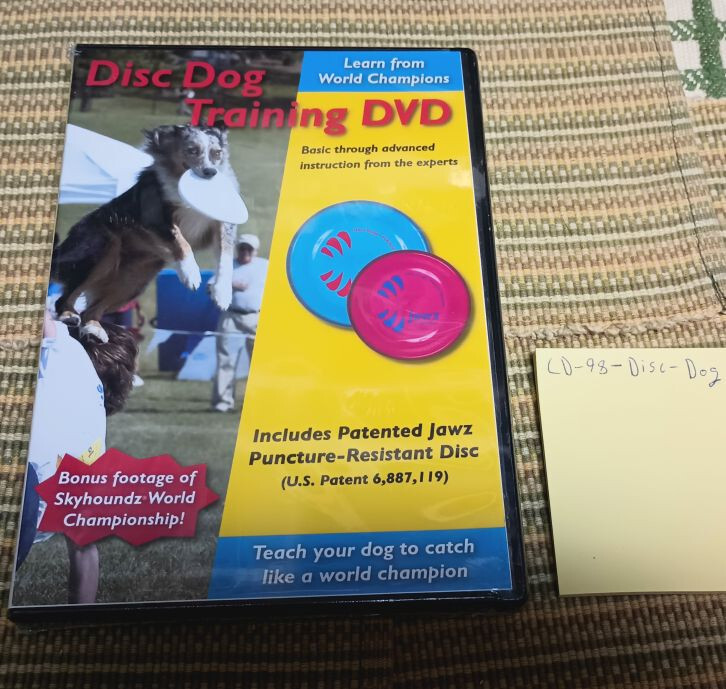 Disc Dog
Training DVD
Learn from
World Champions
Basic through advanced
instruction from the experts
Jawz
Includes Patented Jawz
Puncture-Resistant Disc
(U.S. Patent 6,887,119)
Bonus footage of
Skyhoundz World
Championship!
Teach your dog to catch
like a world champion
CD-98-Disc-Dog